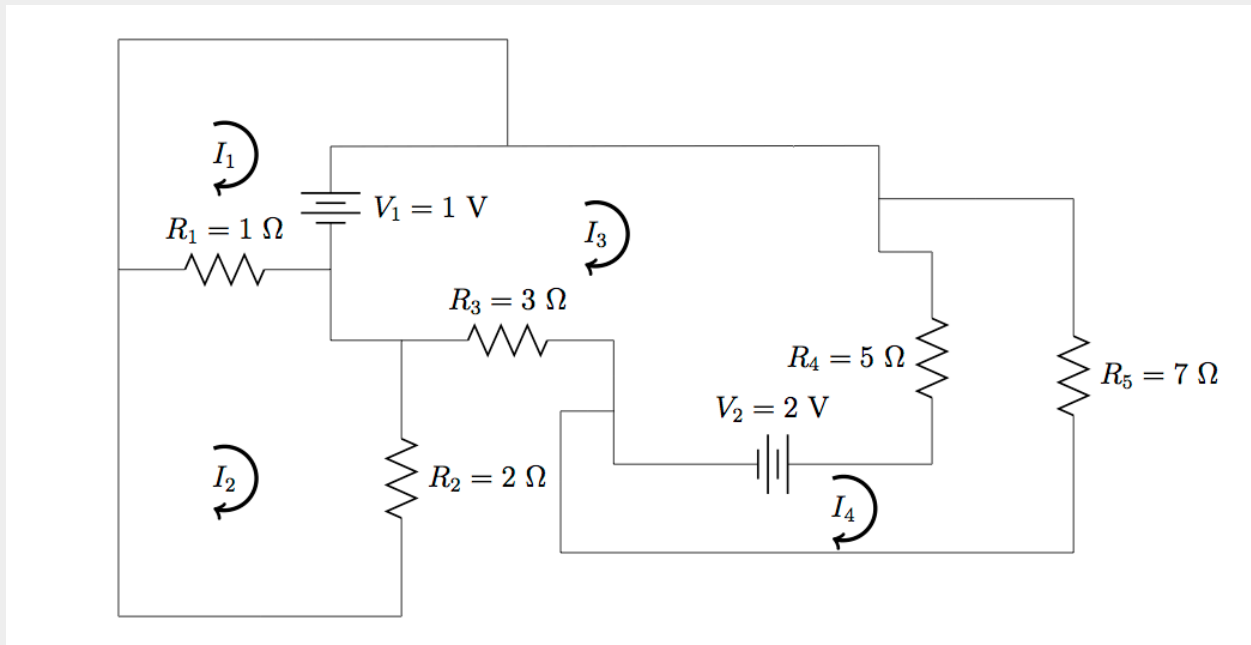 I₁
V₁ = 1 V
R₁ = 1 Ω
I₃
R₃ = 3 Ω
R₄ = 5 Ω
R₅ = 7 Ω
V₂ = 2 V
I₂
R₂ = 2 Ω
I₄